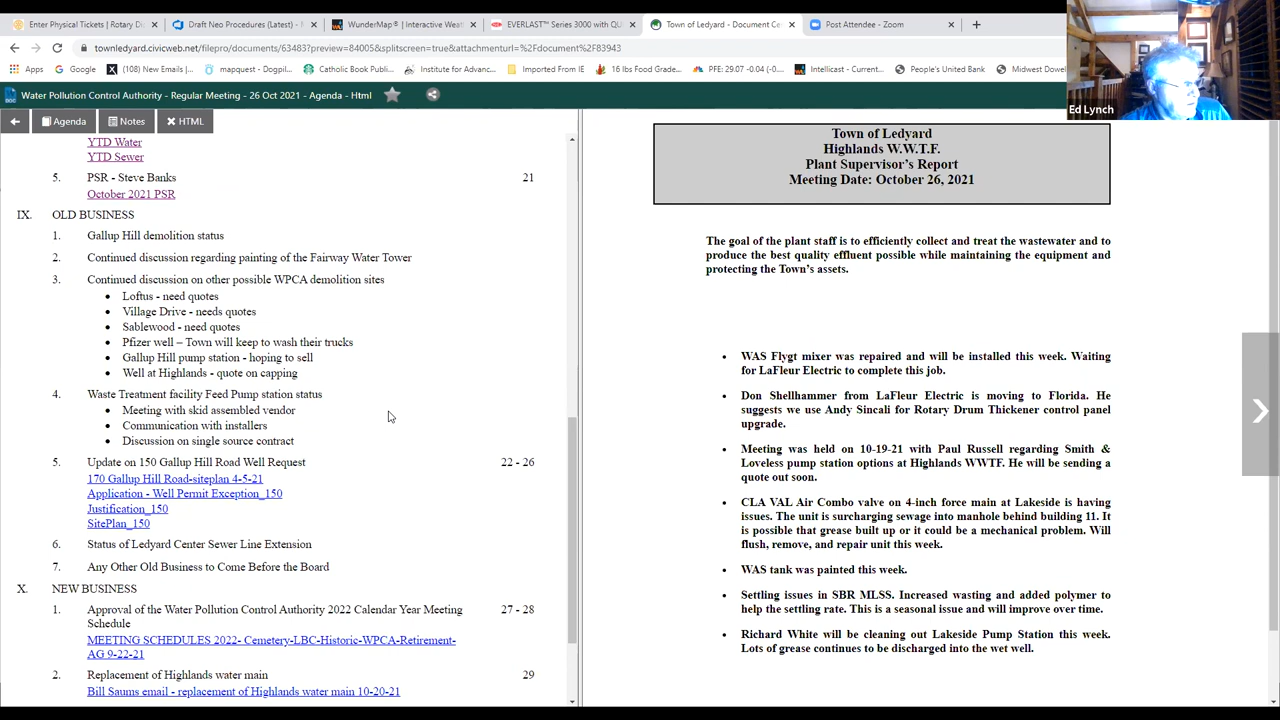 Enter Physical Tickets | Rotary Di
Draft Neo Procedures (Latest) - F
WunderMap® | Interactive Weat
EVERLAST™ Series 3000 with QU
Town of Ledyard - Document Ce
Post Attendee - Zoom
townledyard.civicweb.net/filepro/documents/63483?preview=84005&splitscreen=true&attachmenturl=%2Fdocument%2F83943
Apps
Google
(108) New Emails |...
mapquest - Dogpil...
Catholic Book Publi...
Institute for Advanc...
Imported From IE
16 lbs Food Grade...
PFE: 29.07 -0.04 (-0....
Intellicast - Current...
People's United Bank
Midwest Dowel
Ed Lynch
Water Pollution Control Authority - Regular Meeting - 26 Oct 2021 - Agenda - Html
Agenda
Notes
HTML
YTD Water
YTD Sewer
5. PSR - Steve Banks 21
October 2021 PSR
IX. OLD BUSINESS
1. Gallup Hill demolition status
2. Continued discussion regarding painting of the Fairway Water Tower
3. Continued discussion on other possible WPCA demolition sites
• Loftus - need quotes
• Village Drive - needs quotes
• Sablewood - need quotes
• Pfizer well – Town will keep to wash their trucks
• Gallup Hill pump station - hoping to sell
• Well at Highlands - quote on capping
4. Waste Treatment facility Feed Pump station status
• Meeting with skid assembled vendor
• Communication with installers
• Discussion on single source contract
5. Update on 150 Gallup Hill Road Well Request 22 - 26
170 Gallup Hill Road-siteplan 4-5-21
Application - Well Permit Exception_150
Justification_150
SitePlan_150
6. Status of Ledyard Center Sewer Line Extension
7. Any Other Old Business to Come Before the Board
X. NEW BUSINESS
1. Approval of the Water Pollution Control Authority 2022 Calendar Year Meeting 27 - 28
Schedule
MEETING SCHEDULES 2022- Cemetery-LBC-Historic-WPCA-Retirement-
AG 9-22-21
2. Replacement of Highlands water main 29
Bill Saums email - replacement of Highlands water main 10-20-21
Town of Ledyard
Highlands W.W.T.F.
Plant Supervisor's Report
Meeting Date: October 26, 2021
The goal of the plant staff is to efficiently collect and treat the wastewater and to
produce the best quality effluent possible while maintaining the equipment and
protecting the Town's assets.
• WAS Flygt mixer was repaired and will be installed this week. Waiting
for LaFleur Electric to complete this job.
• Don Shellhammer from LaFleur Electric is moving to Florida. He
suggests we use Andy Sincali for Rotary Drum Thickener control panel
upgrade.
• Meeting was held on 10-19-21 with Paul Russell regarding Smith &
Loveless pump station options at Highlands WWTF. He will be sending a
quote out soon.
• CLA VAL Air Combo valve on 4-inch force main at Lakeside is having
issues. The unit is surcharging sewage into manhole behind building 11. It
is possible that grease built up or it could be a mechanical problem. Will
flush, remove, and repair unit this week.
• WAS tank was painted this week.
• Settling issues in SBR MLSS. Increased wasting and added polymer to
help the settling rate. This is a seasonal issue and will improve over time.
• Richard White will be cleaning out Lakeside Pump Station this week.
Lots of grease continues to be discharged into the wet well.